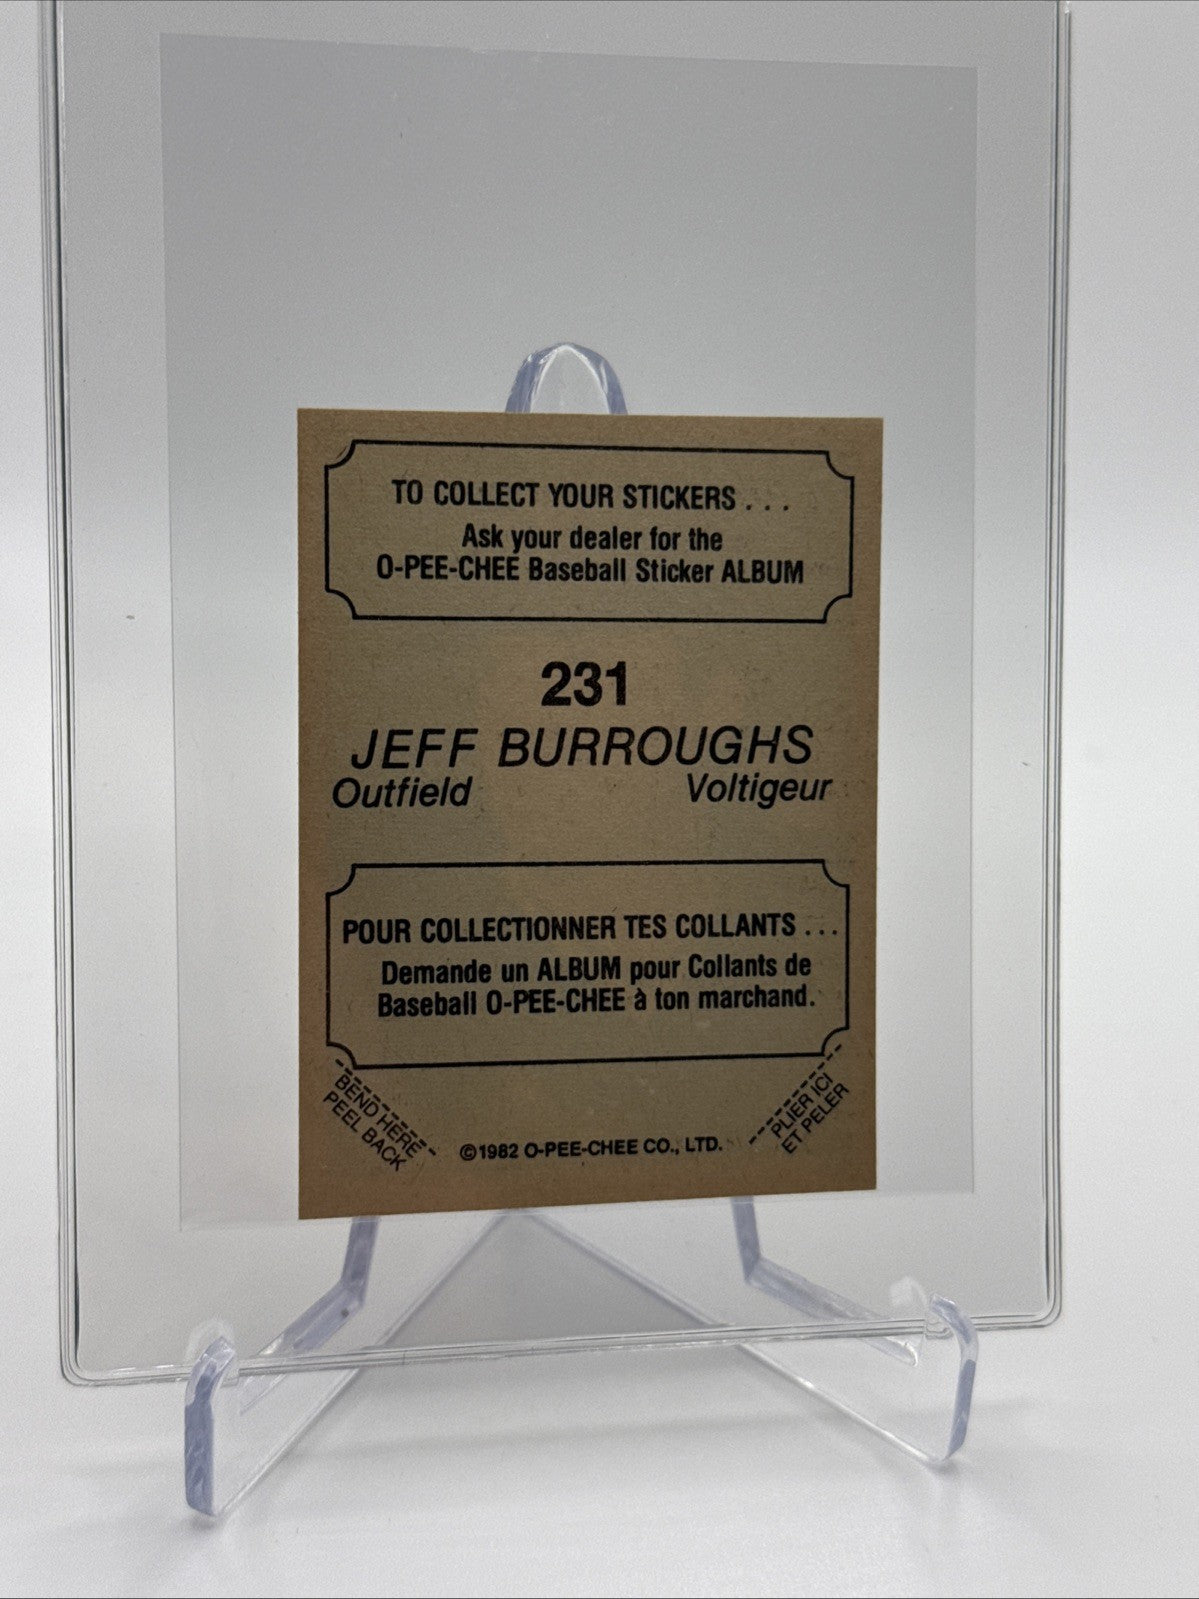 TO COLLECT YOUR STICKERS . . .
Ask your dealer for the
O-PEE-CHEE Baseball Sticker ALBUM
231
JEFF BURROUGHS
Outfield Voltigeur
POUR COLLECTIONNER TES COLLANTS . . .
Demande un ALBUM pour Collants de
Baseball O-PEE-CHEE à ton marchand.
BEND HERE
PEEL BACK
©1982 O-PEE-CHEE CO., LTD.
PLIER ICI
ET PELER